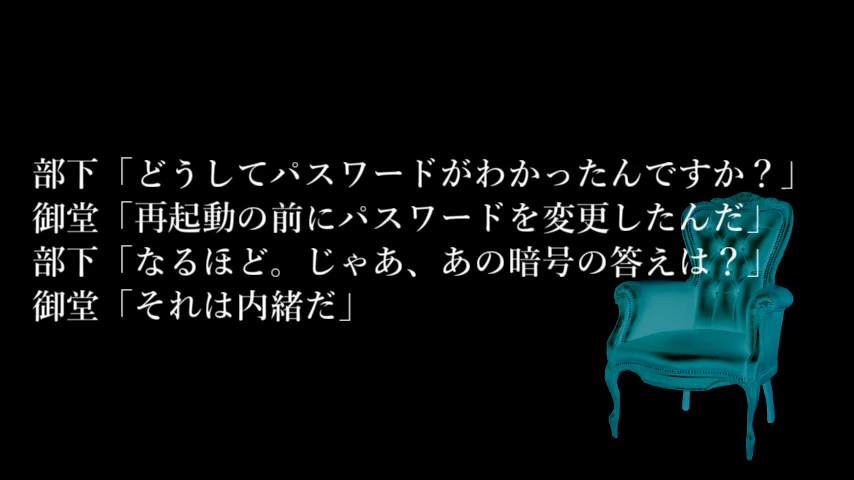 部下「どうしてパスワードがわかったんですか？」
御堂「再起動の前にパスワードを変更したんだ」
部下「なるほど。じゃあ、あの暗号の答えは？」
御堂「それは内緒だ」